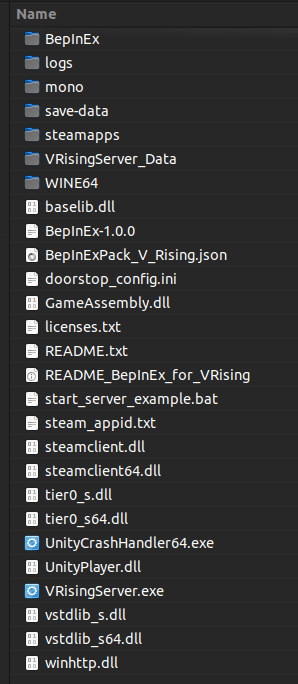 Name
BepInEx
logs
mono
save-data
steamapps
VRisingServer_Data
WINE64
baselib.dll
BepInEx-1.0.0
BepInExPack_V_Rising.json
doorstop_config.ini
GameAssembly.dll
licenses.txt
README.txt
README_BepInEx_for_VRising
start_server_example.bat
steam_appid.txt
steamclient.dll
steamclient64.dll
tier0_s.dll
tier0_s64.dll
UnityCrashHandler64.exe
UnityPlayer.dll
VRisingServer.exe
vstdlib_s.dll
vstdlib_s64.dll
winhttp.dll